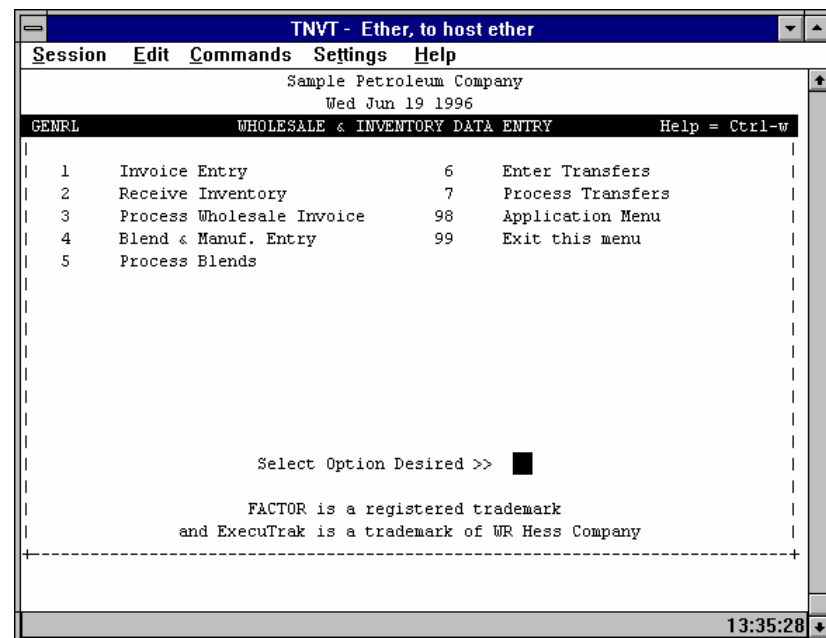 TNVT - Ether, to host ether
Session Edit Commands Settings Help
Sample Petroleum Company
Wed Jun 19 1996
GENRL WHOLESALE & INVENTORY DATA ENTRY Help = Ctrl-w
1 Invoice Entry 6 Enter Transfers
2 Receive Inventory 7 Process Transfers
3 Process Wholesale Invoice 98 Application Menu
4 Blend & Manuf. Entry 99 Exit this menu
5 Process Blends
Select Option Desired >>
FACTOR is a registered trademark
and ExecuTrak is a trademark of WR Hess Company
13:35:28